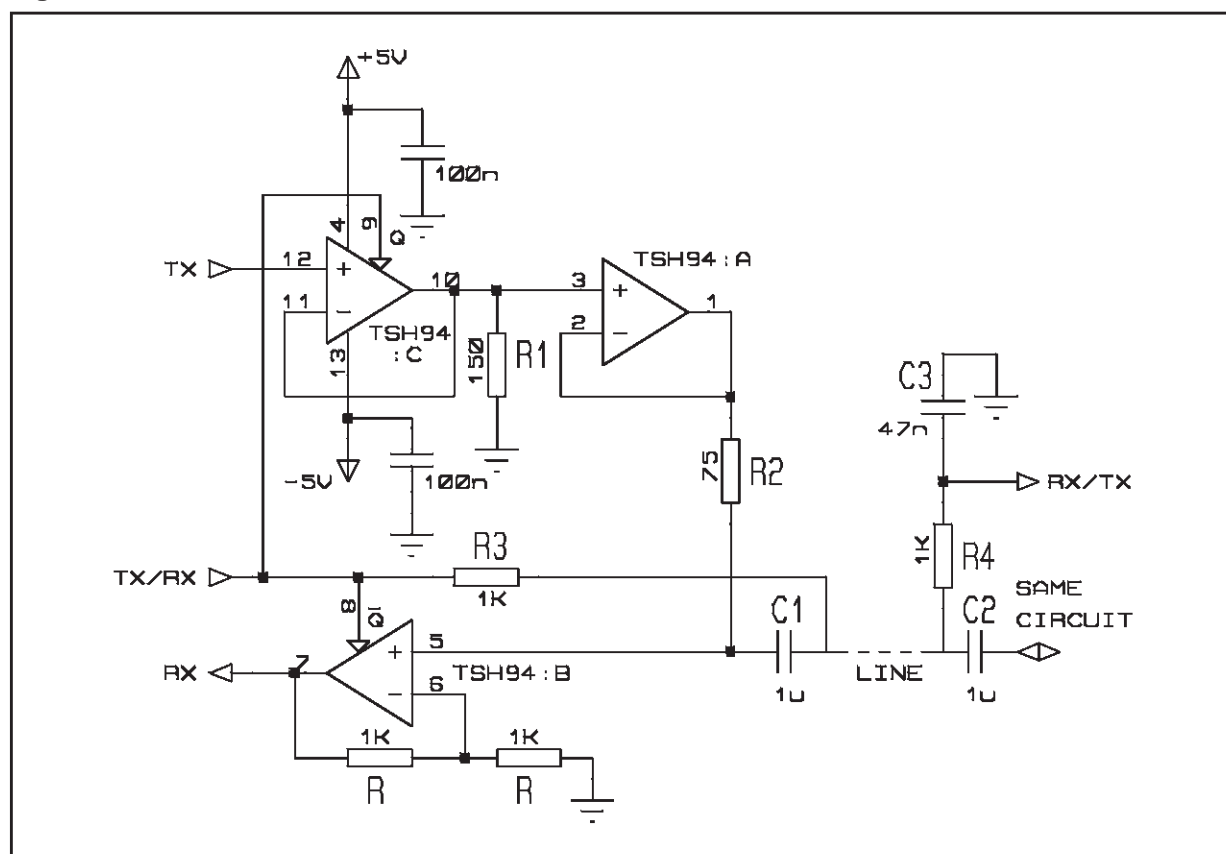 +5V
100n
4
9
Q
TX
12
+
11
-
10
TSH94
:C
13
150
R1
3
+
2
-
TSH94:A
1
75
R2
-5V
100n
C3
47n
RX/TX
1K
R4
TX/RX
R3
1K
8
Q
C1
1u
LINE
C2
1u
SAME
CIRCUIT
RX
7
+
5
TSH94:B
-
6
1K
R
1K
R